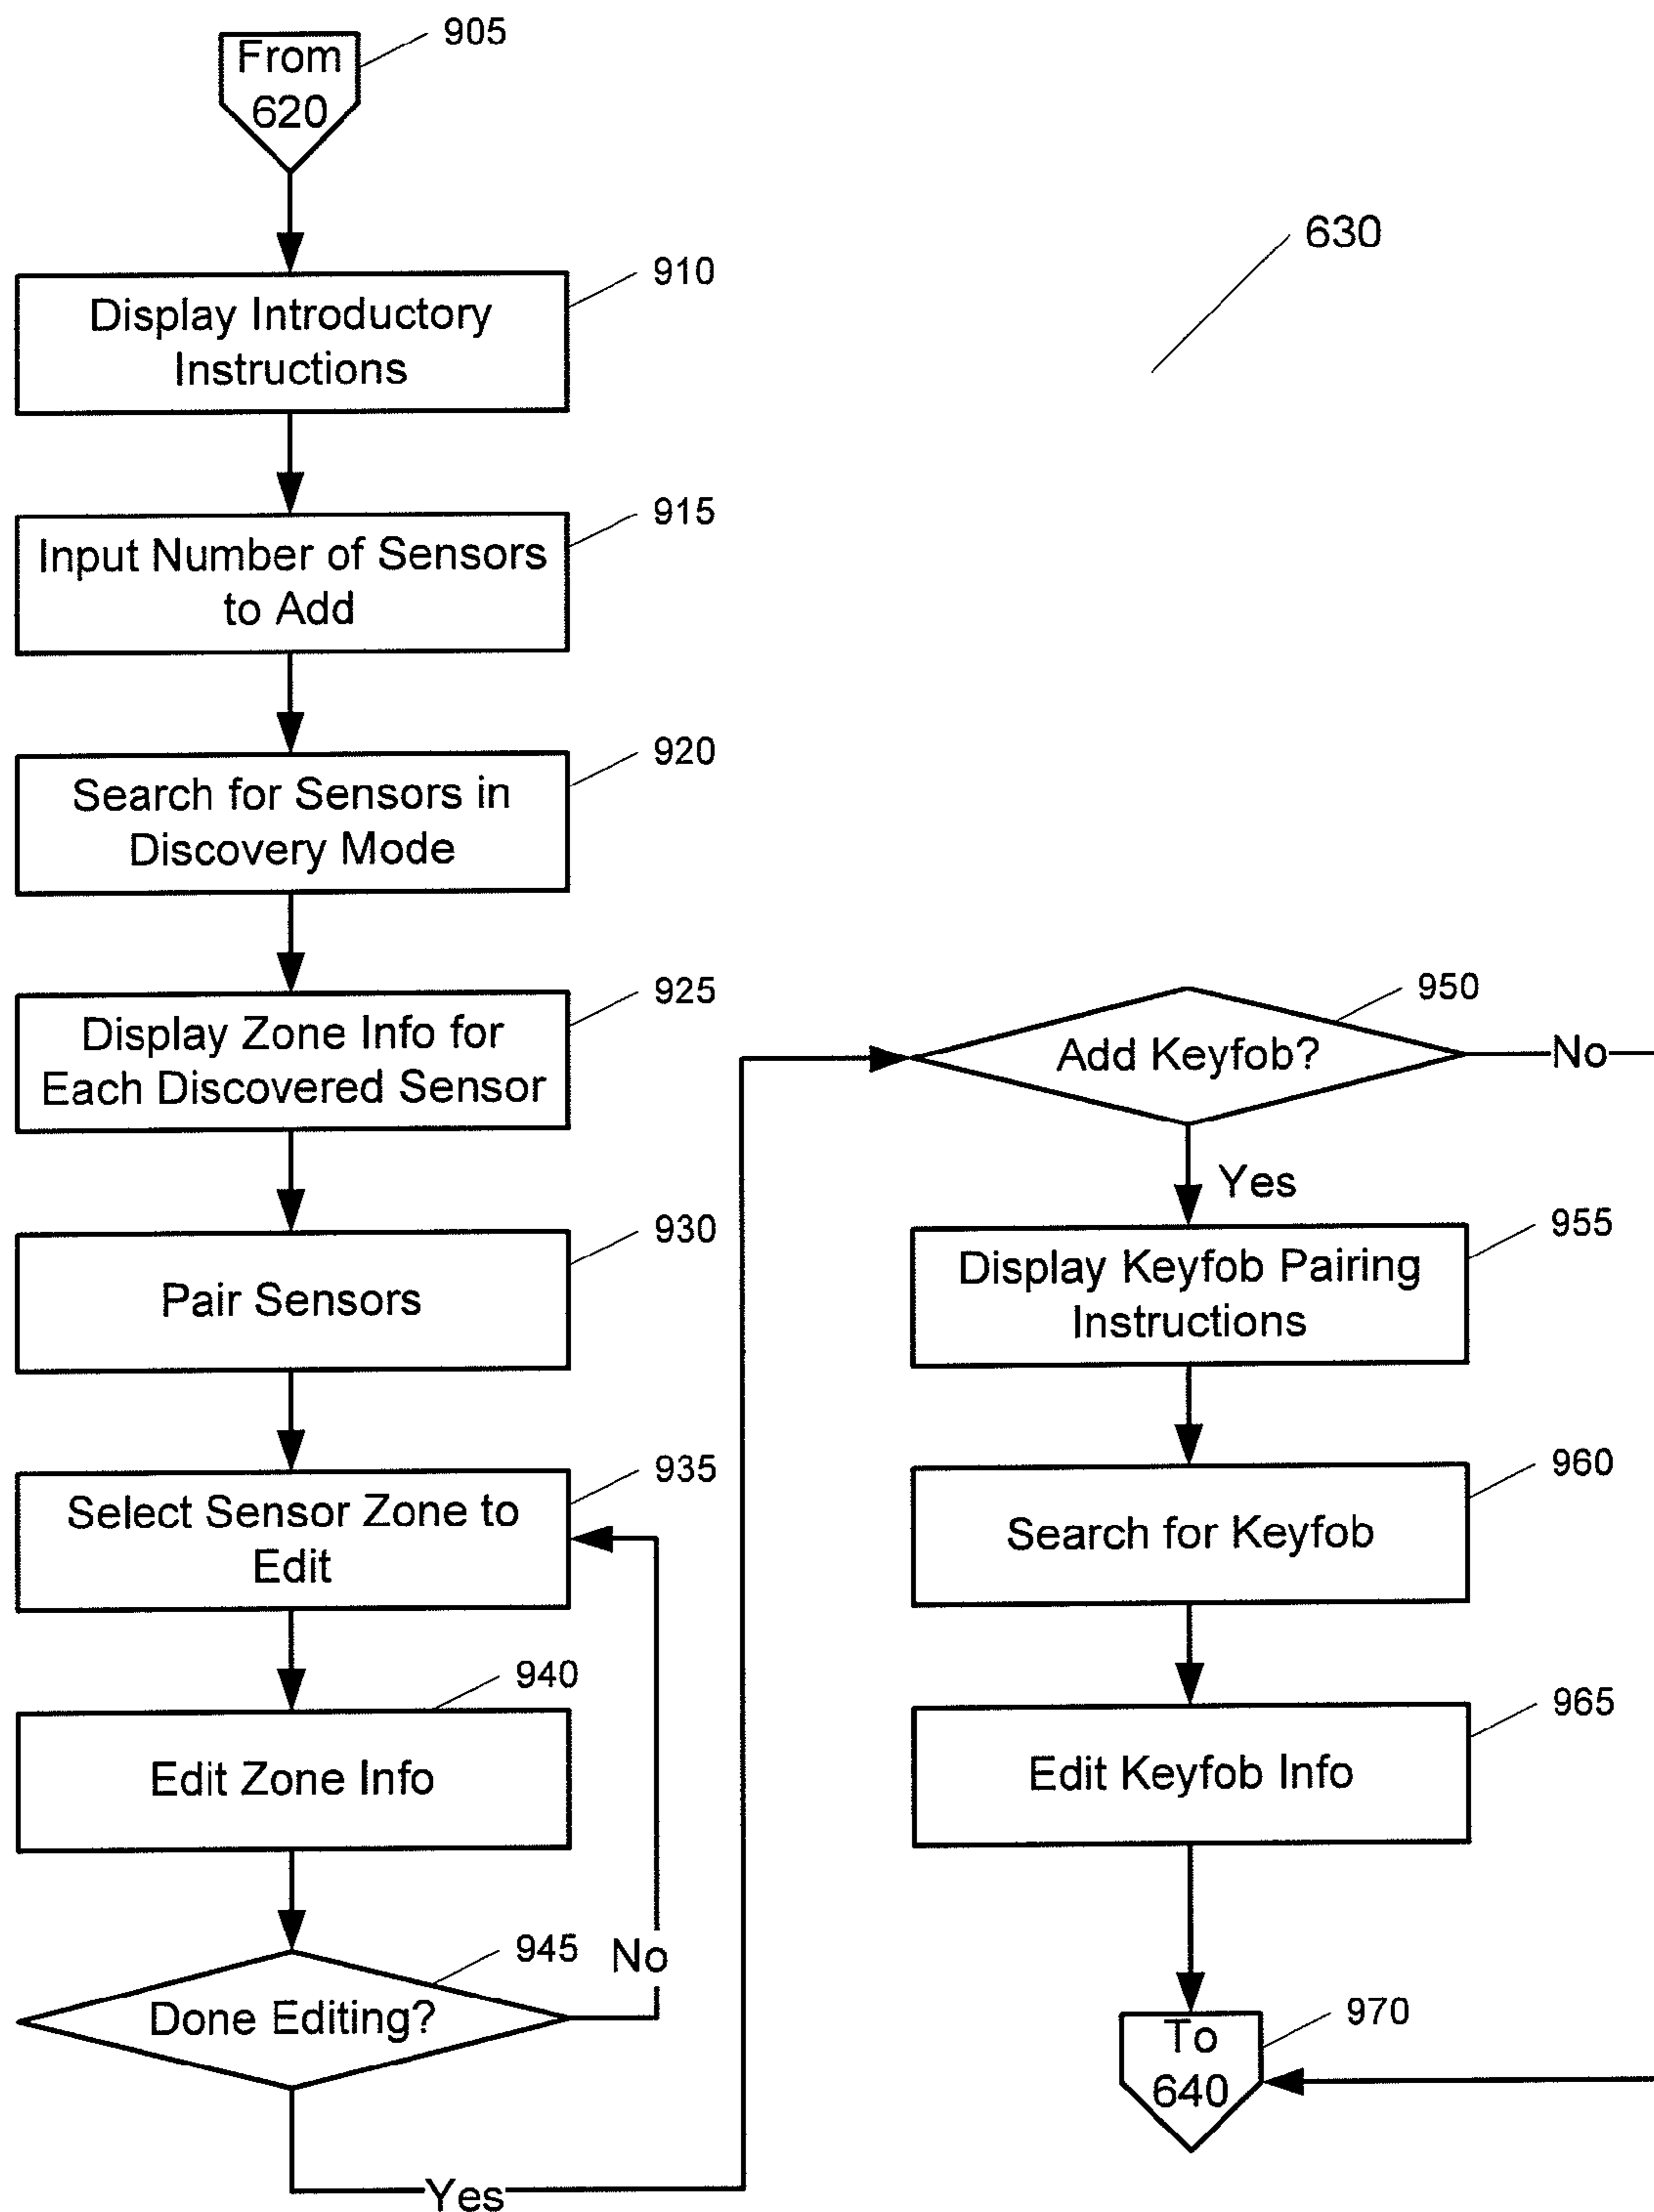 From
620
905
630
Display Introductory
Instructions
910
Input Number of Sensors
to Add
915
Search for Sensors in
Discovery Mode
920
Display Zone Info for
Each Discovered Sensor
925
Pair Sensors
930
Select Sensor Zone to
Edit
935
Edit Zone Info
940
Done Editing?
945
No
Yes
Add Keyfob?
950
No
Yes
Display Keyfob Pairing
Instructions
955
Search for Keyfob
960
Edit Keyfob Info
965
To
640
970